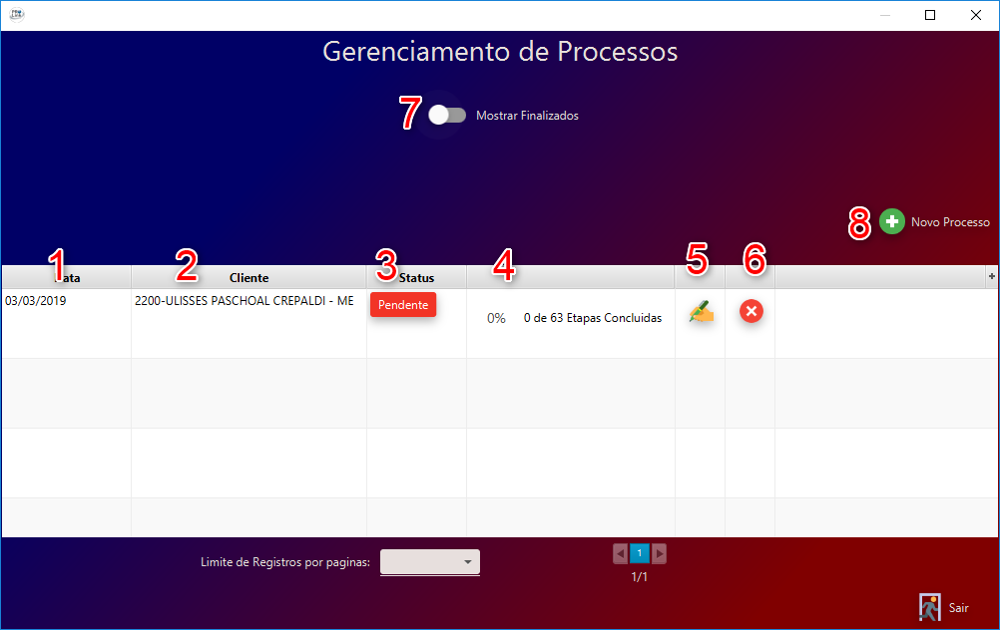 Gerenciamento de Processos
7 Mostrar Finalizados
8 Novo Processo
1 2 3 4 5 6
Data Cliente Status +
03/03/2019 2200-ULISSES PASCHOAL CREPALDI - ME Pendente
0% 0 de 63 Etapas Concluidas
Limite de Registros por paginas: 1
1/1
Sair